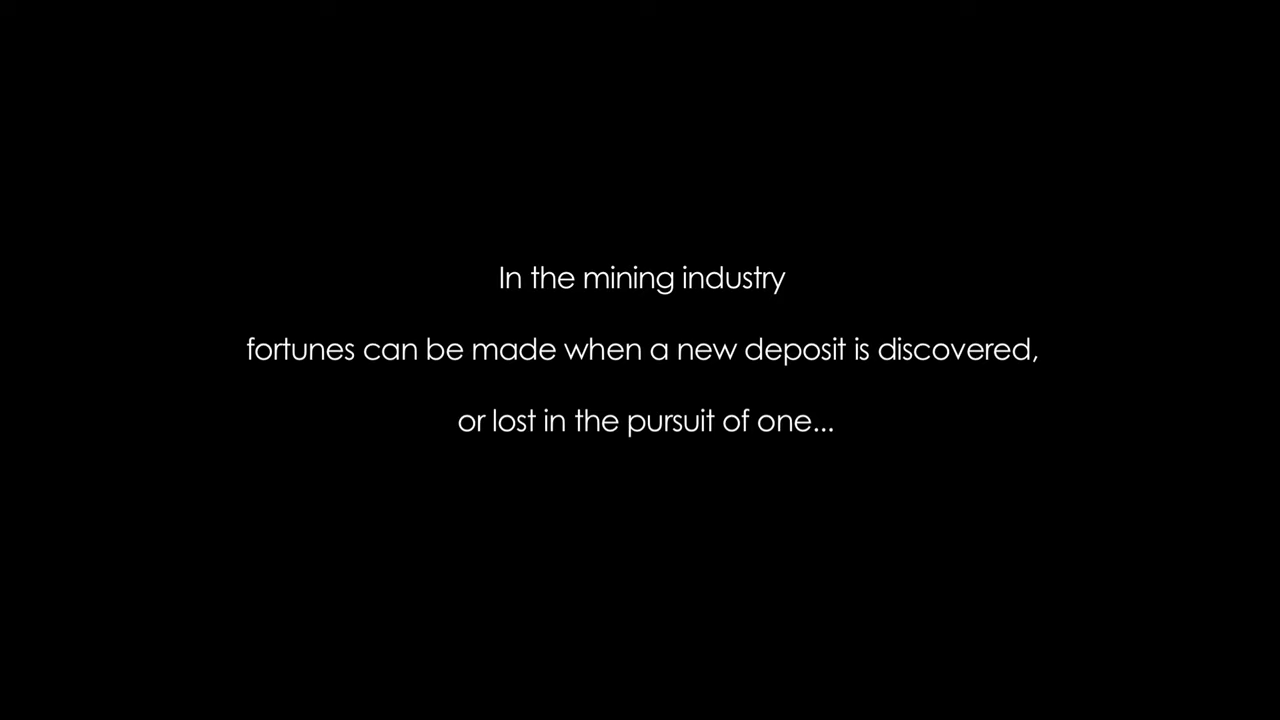 In the mining industry
fortunes can be made when a new deposit is discovered,
or lost in the pursuit of one...